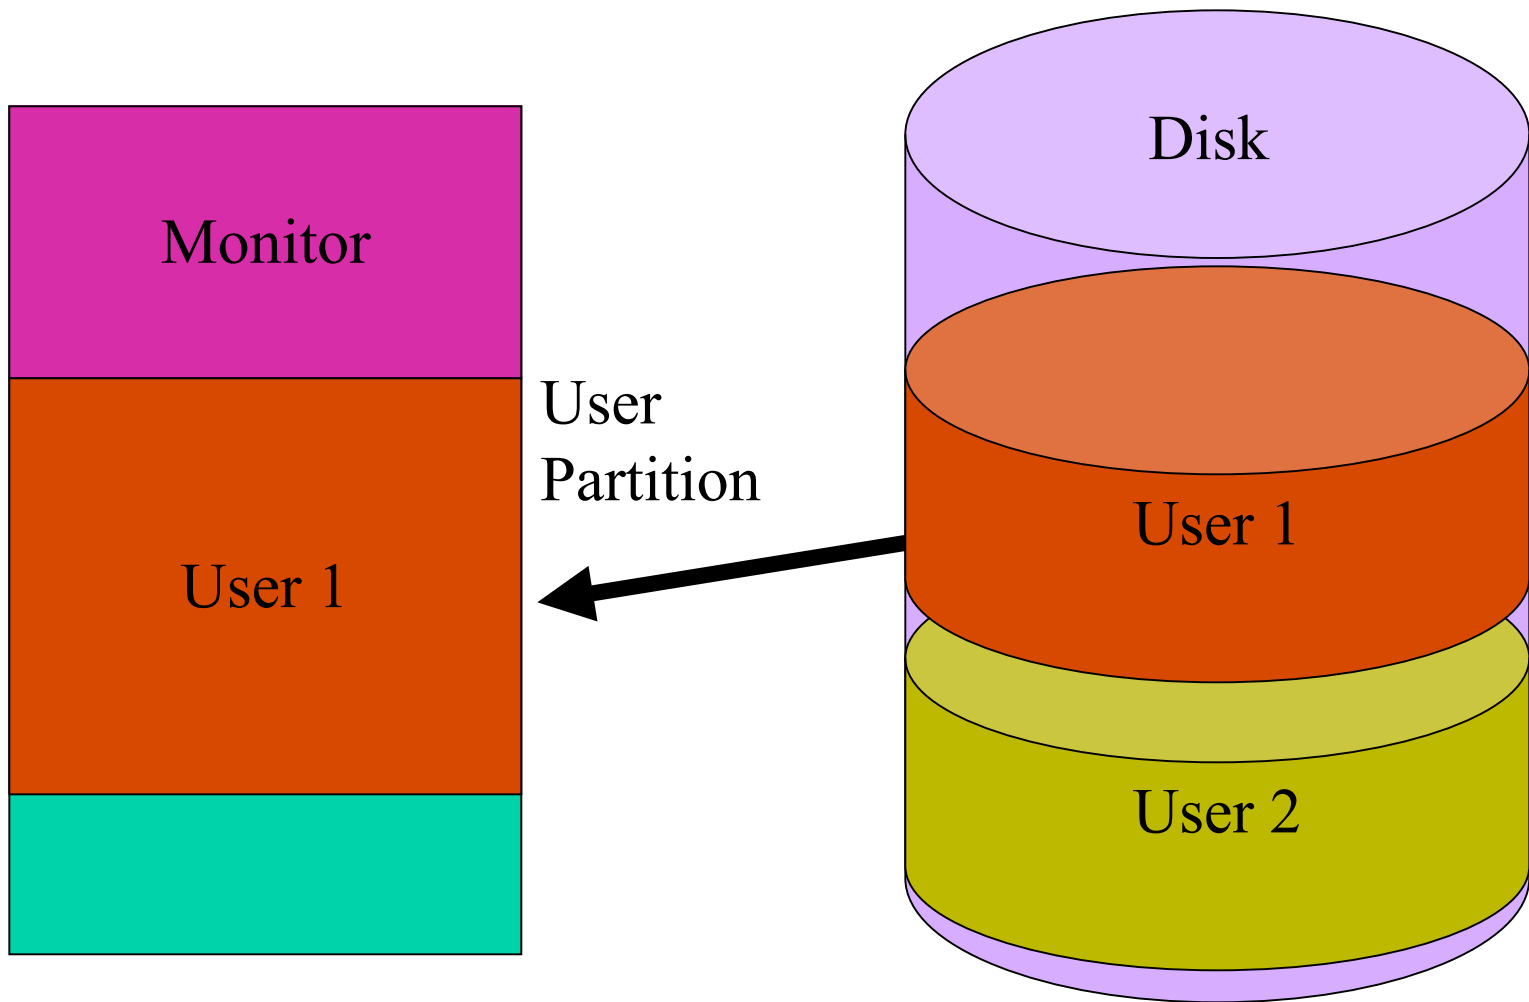 Monitor
User
Partition
User 1
Disk
User 1
User 2